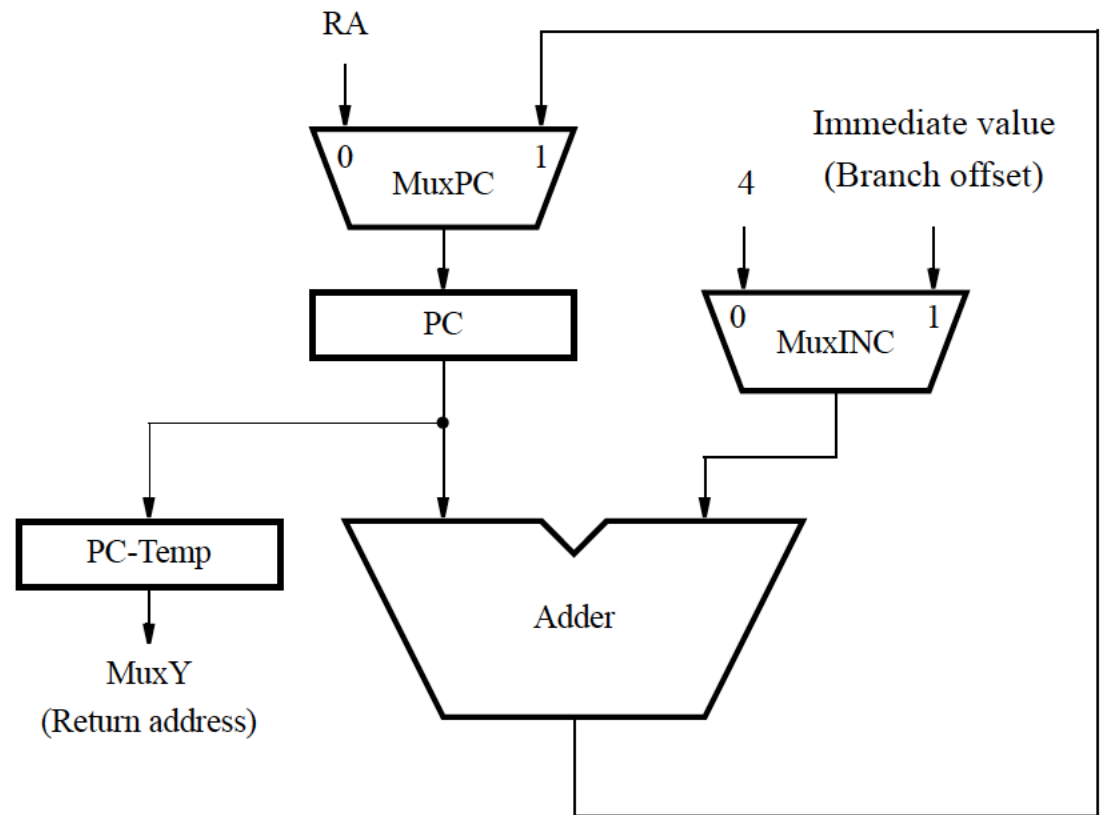 RA
0 1
MuxPC
Immediate value
(Branch offset)
4
PC
0 1
MuxINC
PC-Temp
Adder
MuxY
(Return address)